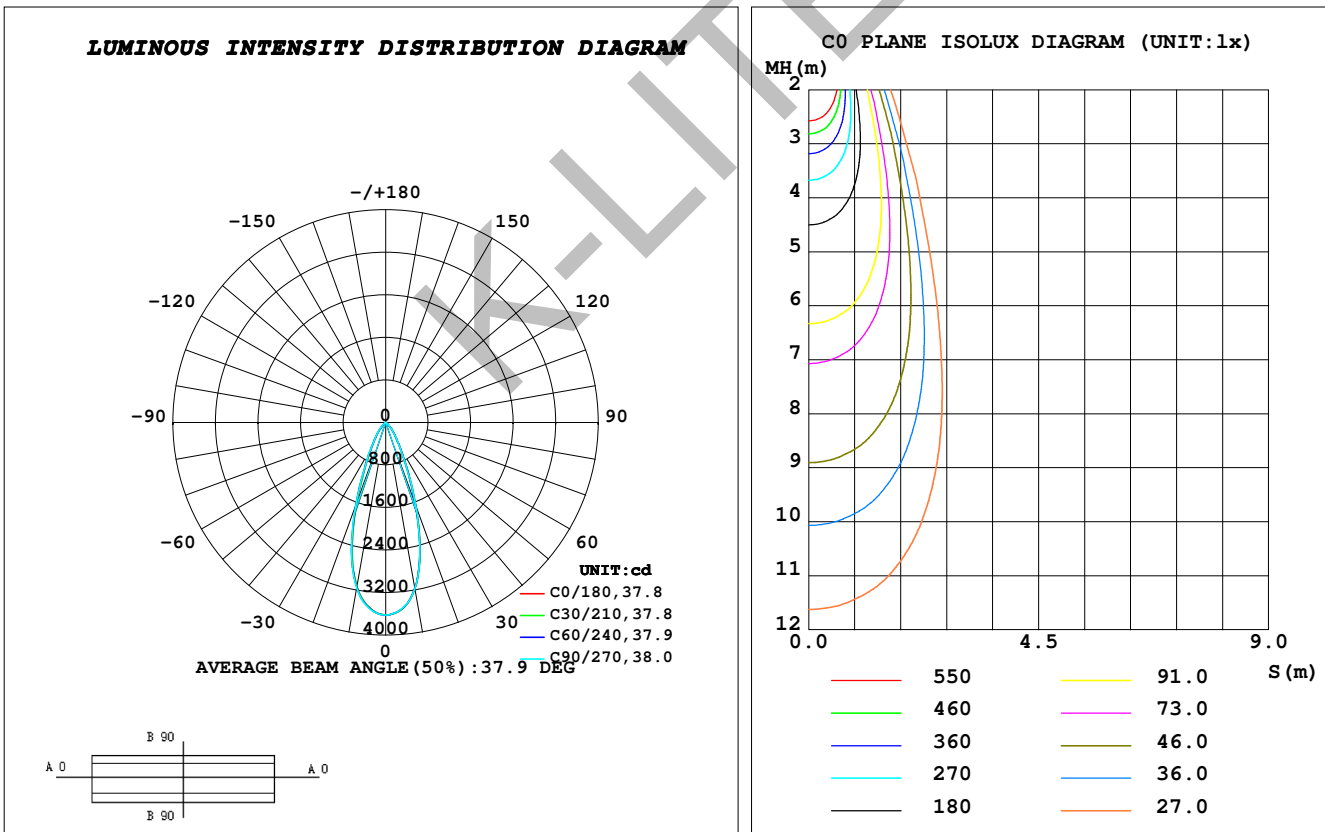 LUMINOUS INTENSITY DISTRIBUTION DIAGRAM
-/+180
-150
150
-120
120
-90
90
-60
60
-30
30
0
0
800
1600
2400
3200
4000
UNIT:cd
C0/180,37.8
C30/210,37.8
C60/240,37.9
C90/270,38.0
AVERAGE BEAM ANGLE(50%):37.9 DEG
B 90
A 0
A 0
B 90
C0 PLANE ISOLUX DIAGRAM (UNIT:lx)
MH(m)
2
3
4
5
6
7
8
9
10
11
12
0.0
4.5
9.0
S(m)
550
460
360
270
180
91.0
73.0
46.0
36.0
27.0
K-LITE